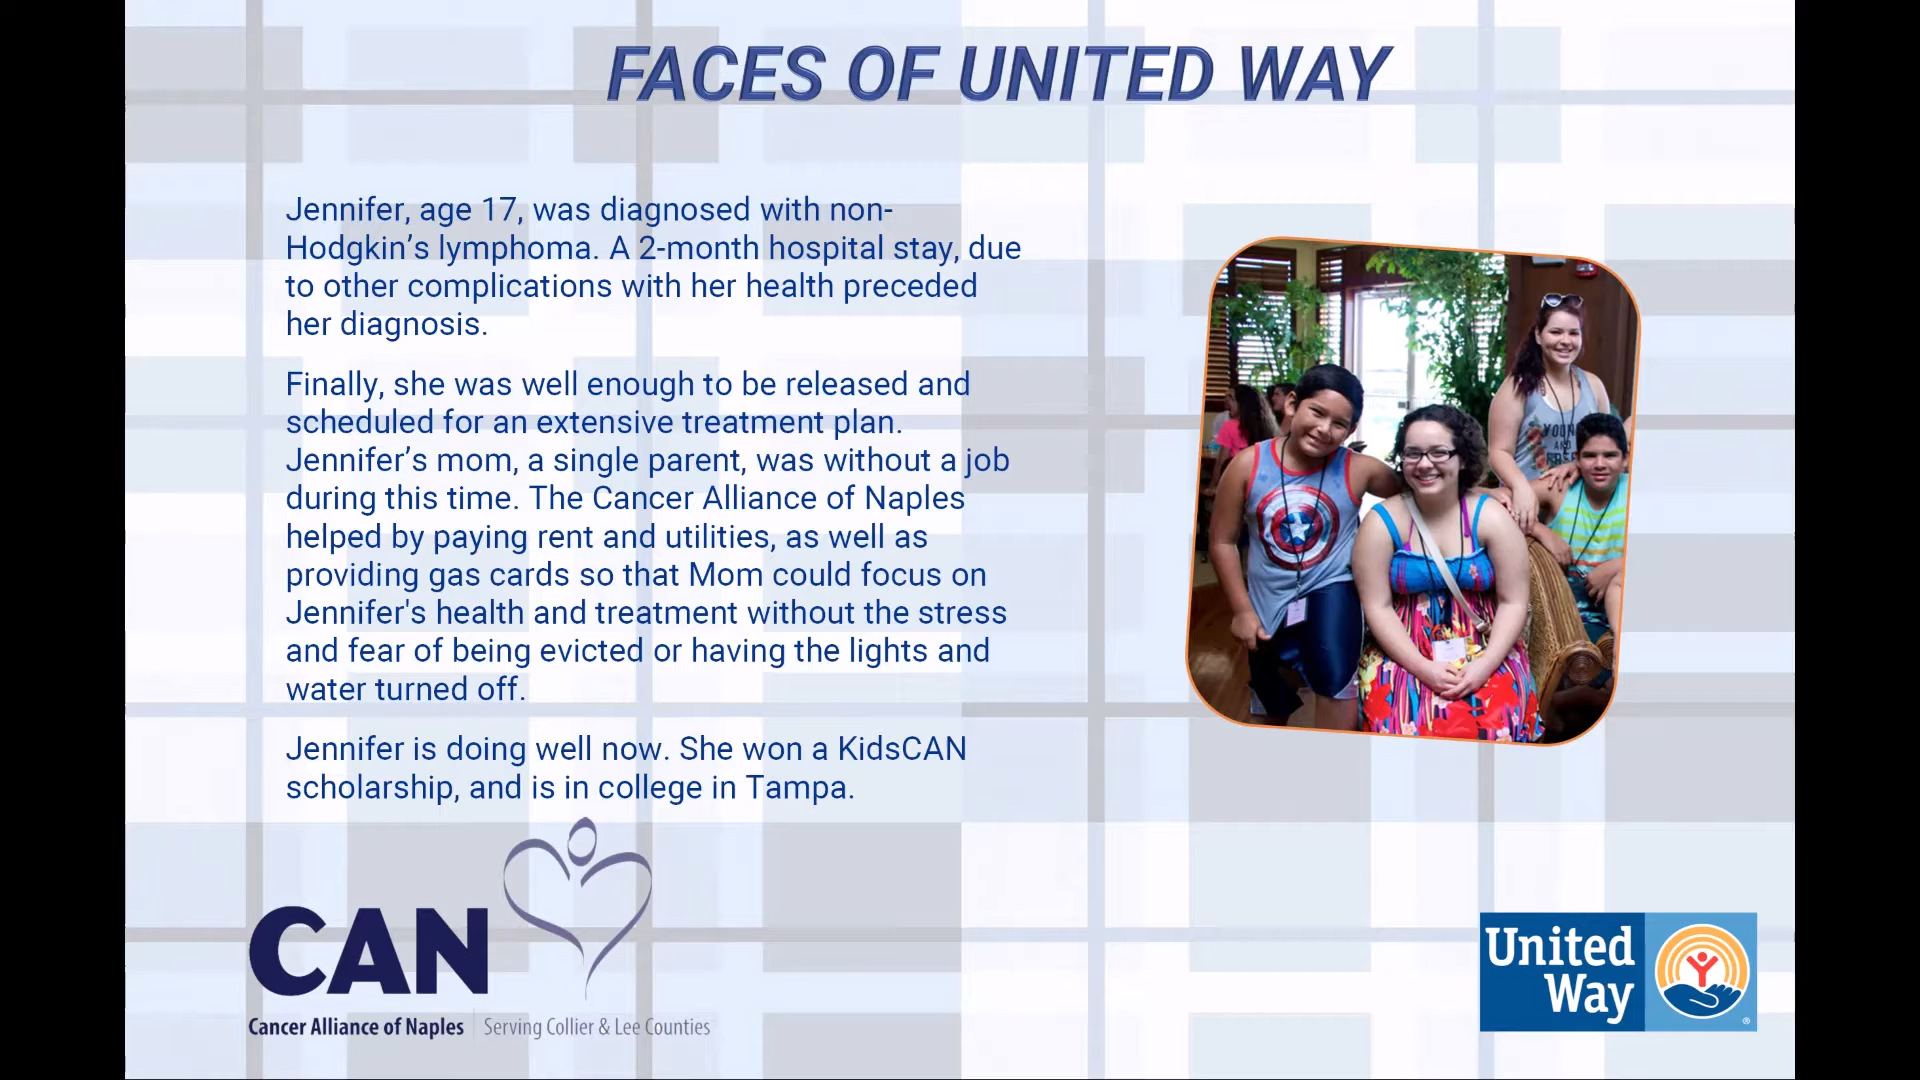 FACES OF UNITED WAY
Jennifer, age 17, was diagnosed with non-
Hodgkin’s lymphoma. A 2-month hospital stay, due
to other complications with her health preceded
her diagnosis.
Finally, she was well enough to be released and
scheduled for an extensive treatment plan.
Jennifer’s mom, a single parent, was without a job
during this time. The Cancer Alliance of Naples
helped by paying rent and utilities, as well as
providing gas cards so that Mom could focus on
Jennifer's health and treatment without the stress
and fear of being evicted or having the lights and
water turned off.
Jennifer is doing well now. She won a KidsCAN
scholarship, and is in college in Tampa.
YOUNG
AND
CAN
Cancer Alliance of Naples | Serving Collier & Lee Counties
United
Way
®